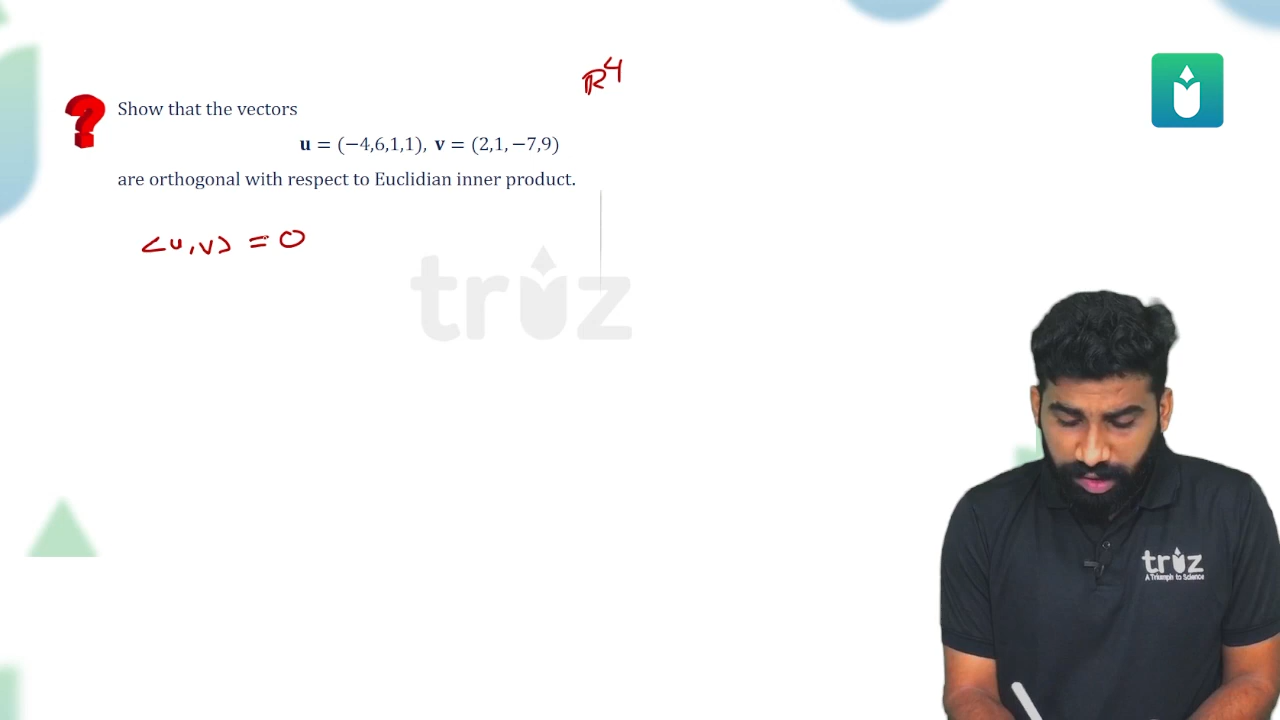 ℝ⁴
Show that the vectors
u = (−4,6,1,1), v = (2,1,−7,9)
are orthogonal with respect to Euclidian inner product.
<u,v> = 0
truz
truz
A Triumph to Science